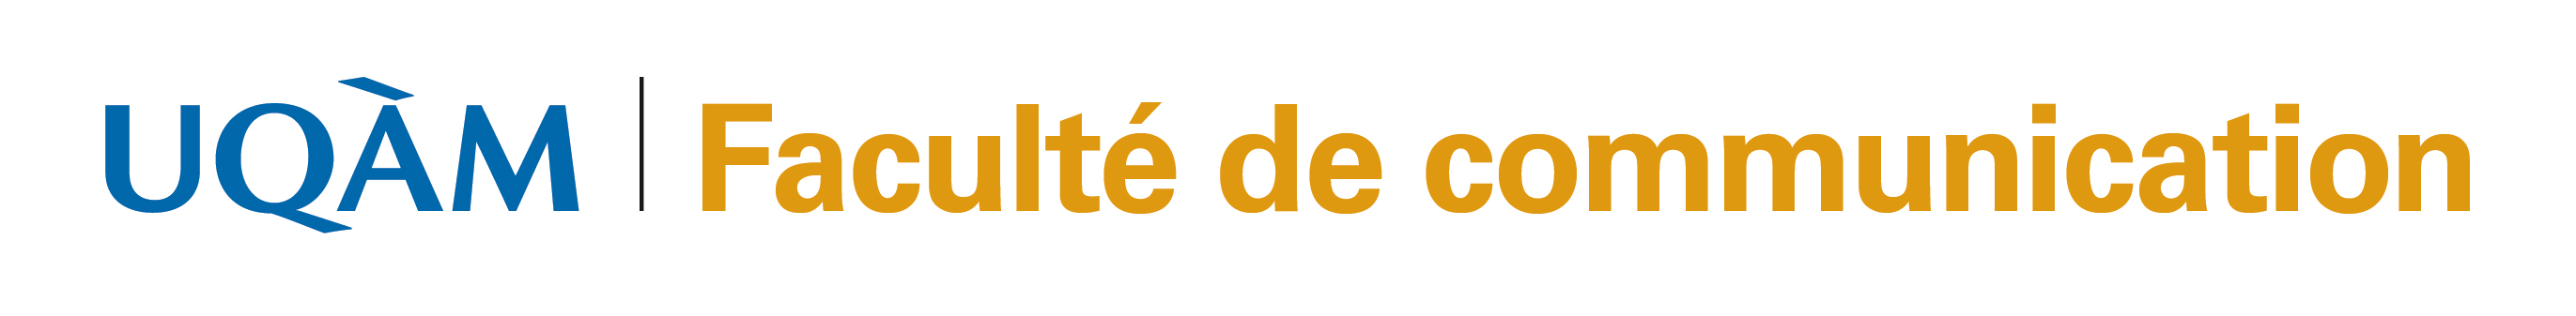 UQÀM | Faculté de communication